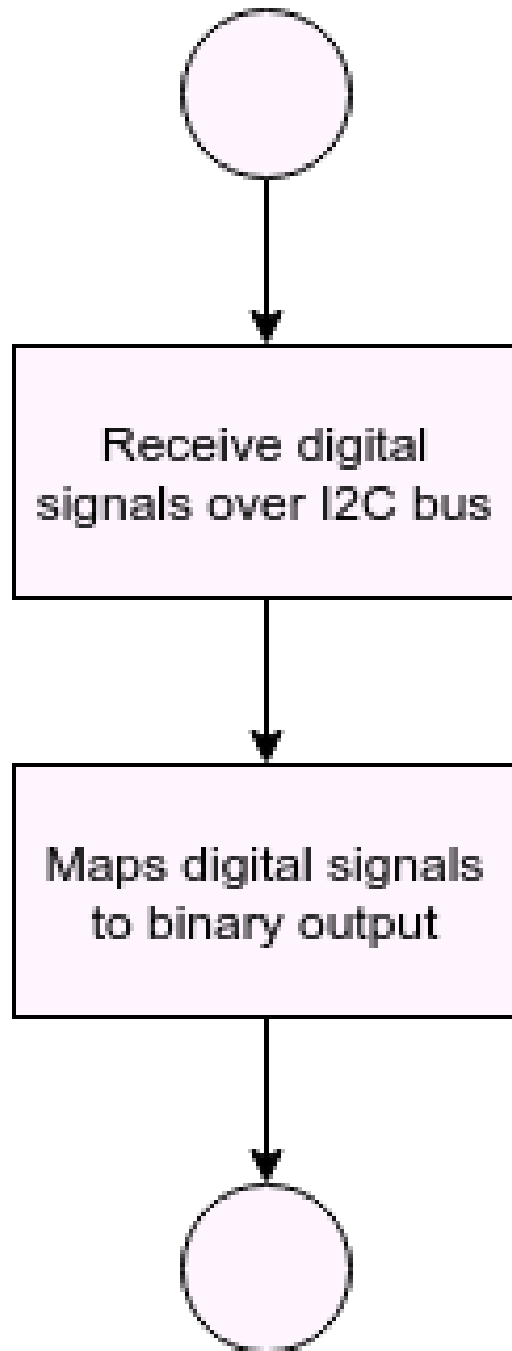 Receive digital
signals over I2C bus
Maps digital signals
to binary output